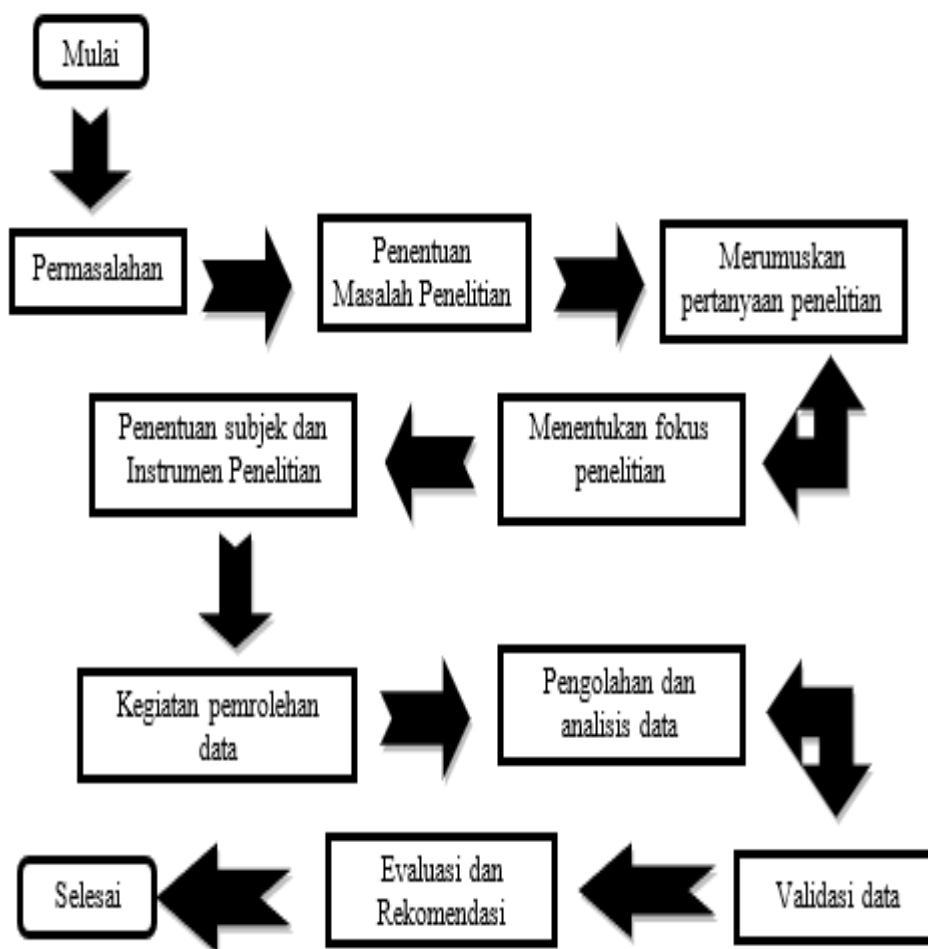 Mulai
Permasalahan
Penentuan
Masalah Penelitian
Merumuskan
pertanyaan penelitian
Menentukan fokus
penelitian
Penentuan subjek dan
Instrumen Penelitian
Kegiatan pemrolehan
data
Pengolahan dan
analisis data
Validasi data
Evaluasi dan
Rekomendasi
Selesai